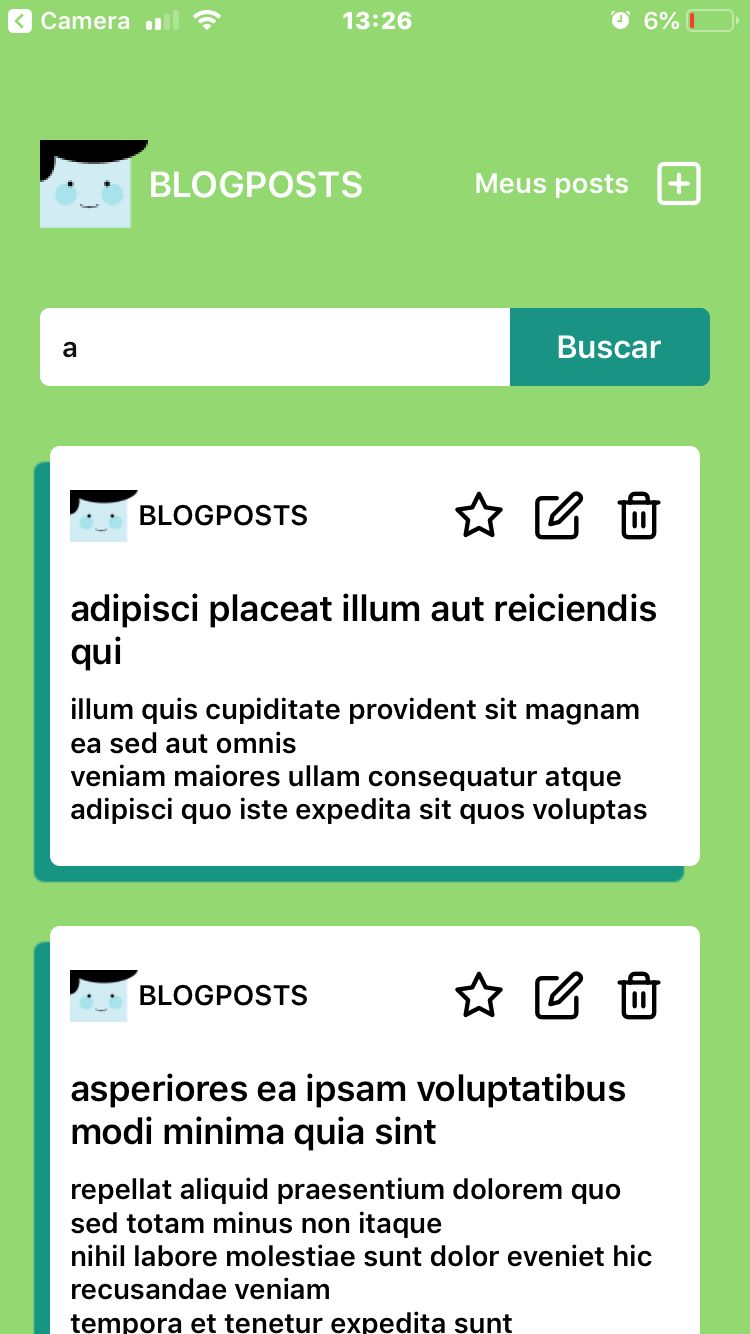 Camera 13:26 6%
BLOGPOSTS Meus posts
a Buscar
BLOGPOSTS
adipisci placeat illum aut reiciendis
qui
illum quis cupiditate provident sit magnam
ea sed aut omnis
veniam maiores ullam consequatur atque
adipisci quo iste expedita sit quos voluptas
BLOGPOSTS
asperiores ea ipsam voluptatibus
modi minima quia sint
repellat aliquid praesentium dolorem quo
sed totam minus non itaque
nihil labore molestiae sunt dolor eveniet hic
recusandae veniam
tempora et tenetur expedita sunt